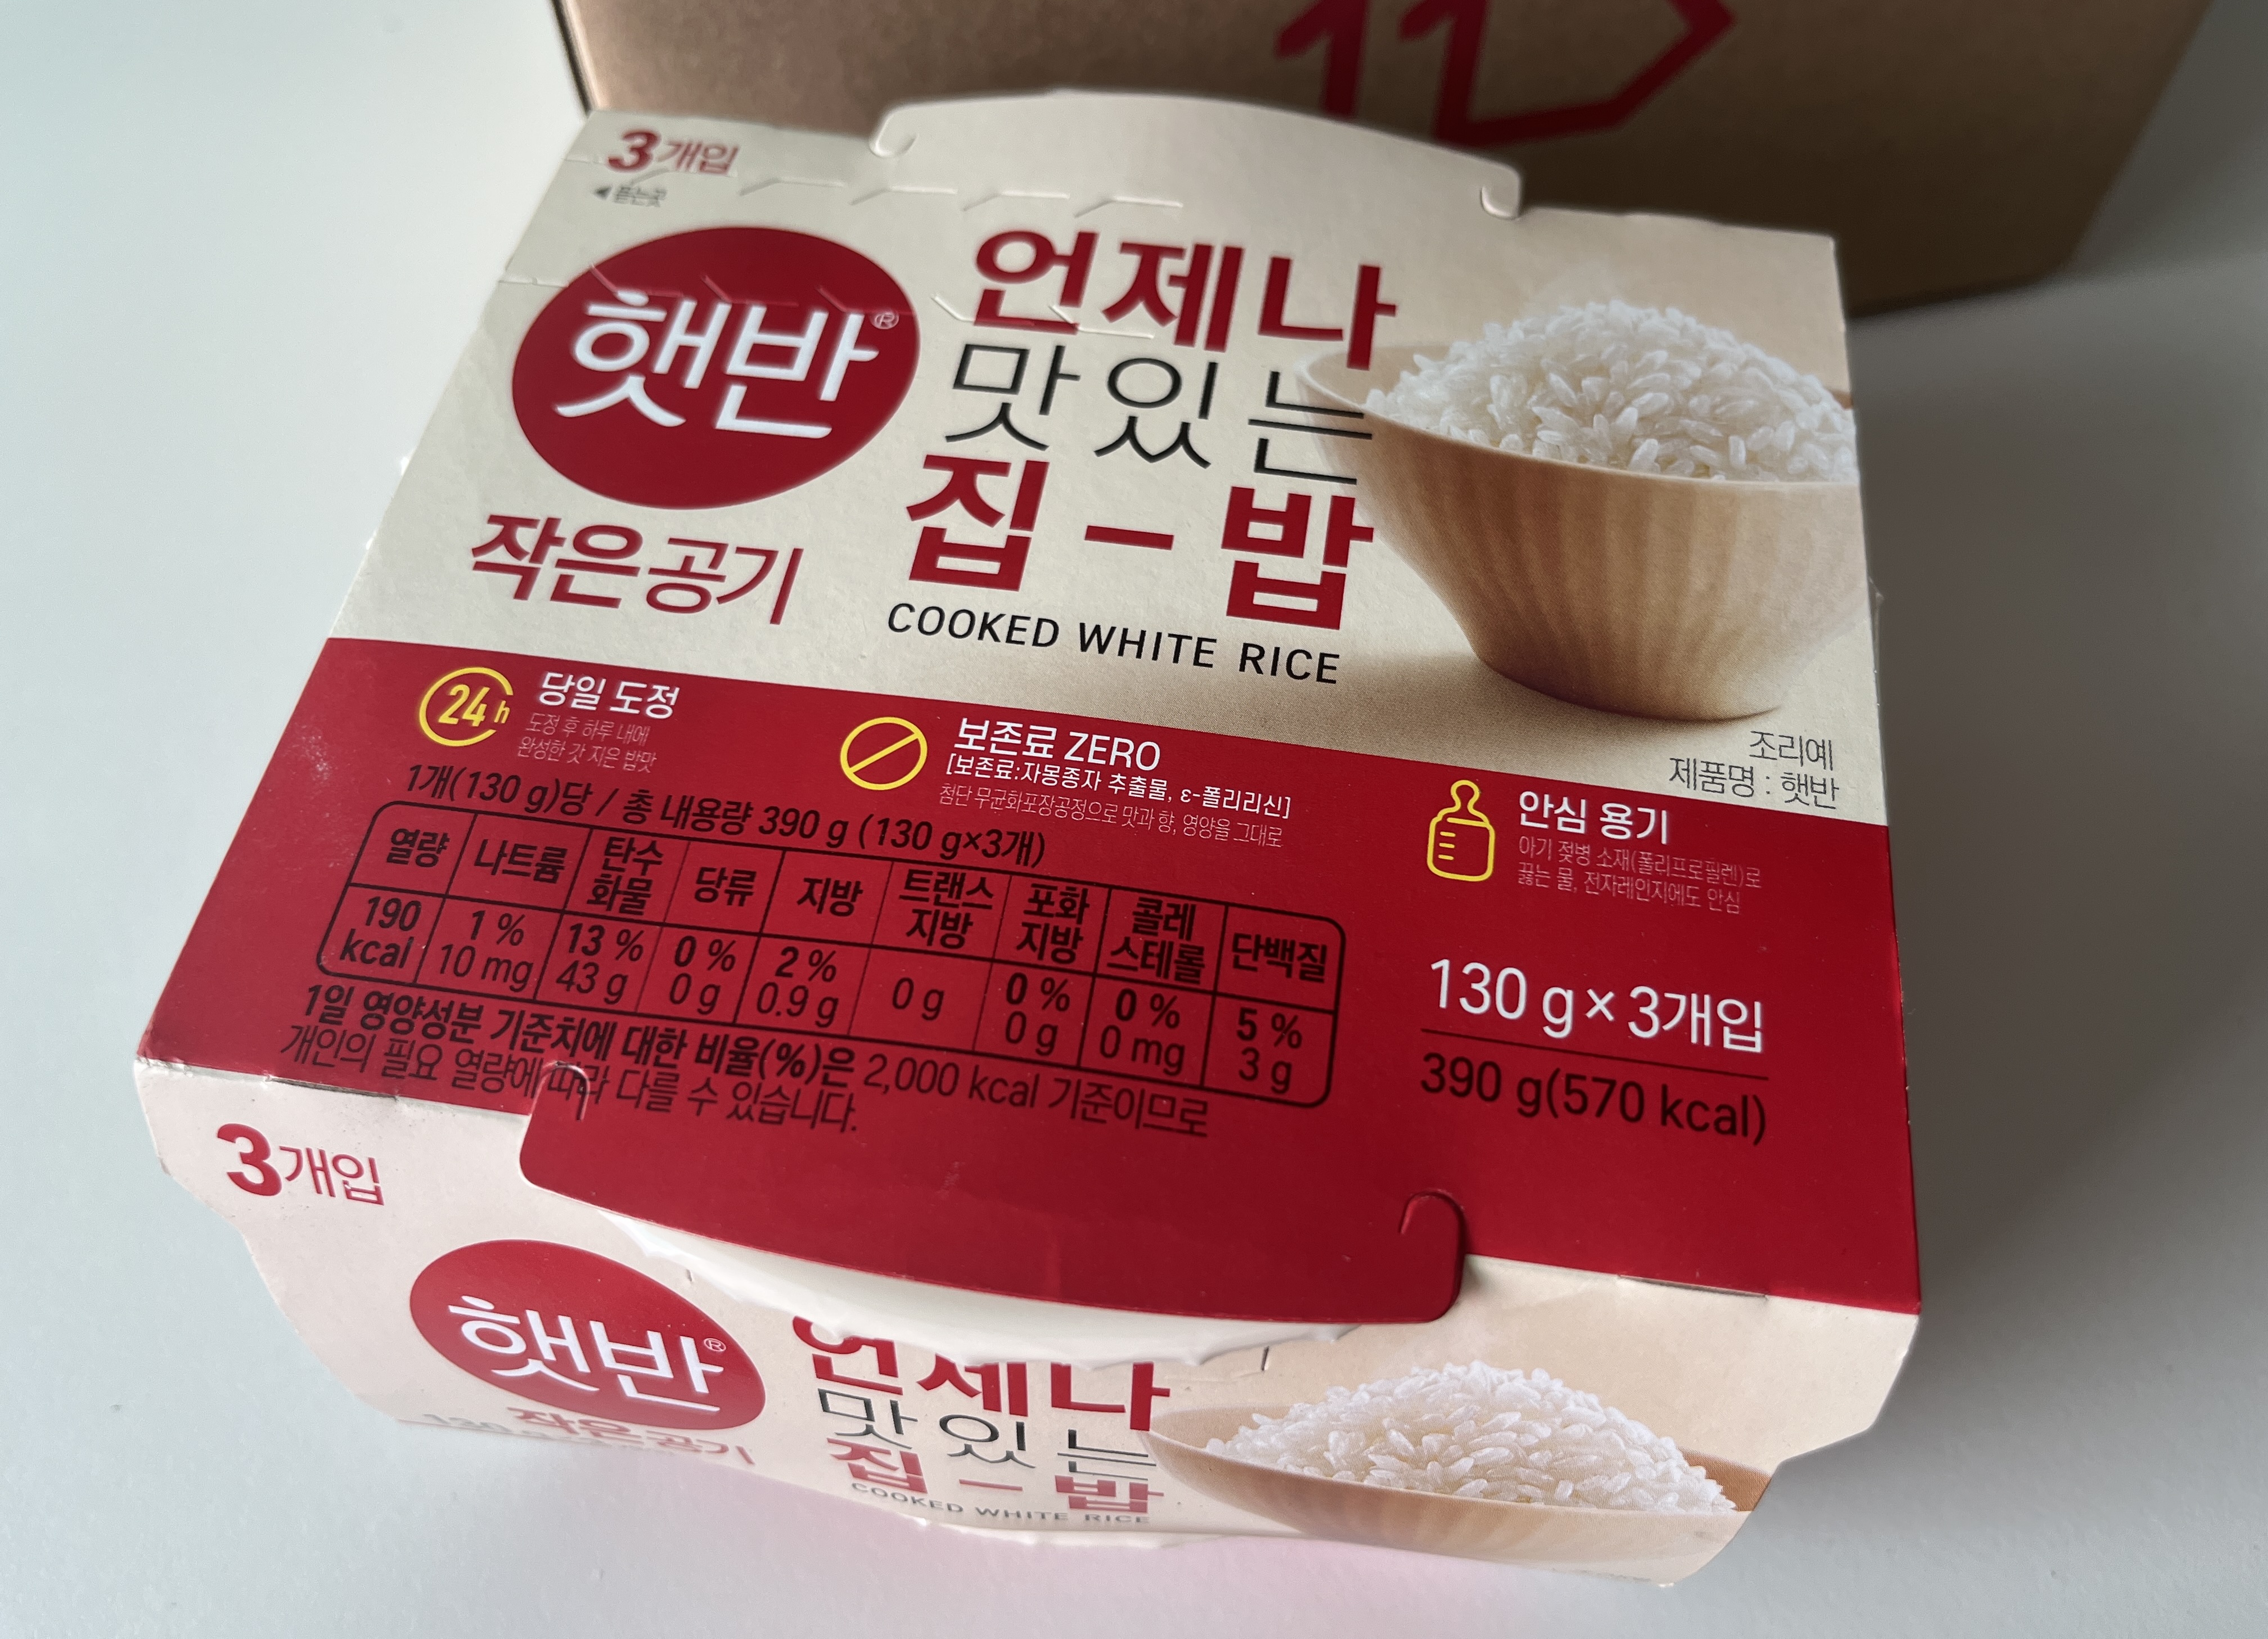 3개입
◀뜯는곳
햇반®
작은공기
언제나
맛있는
집-밥
COOKED WHITE RICE
조리예
제품명 : 햇반
24h
당일 도정
도정 후 하루 내에
완성한 갓 지은 밥맛
보존료 ZERO
[보존료:자몽종자 추출물, ε-폴리리신]
첨단 무균화포장공정으로 맛과 향, 영양을 그대로
안심 용기
아기 젖병 소재(폴리프로필렌)로
끓는 물, 전자레인지에도 안심
1개(130 g)당 / 총 내용량 390 g (130 g×3개)
열량 나트륨 탄수화물 당류 지방 트랜스지방 포화지방 콜레스테롤 단백질
190 kcal 1 % 10 mg 13 % 43 g 0 % 0 g 2 % 0.9 g 0 g 0 % 0 g 0 % 0 mg 5 % 3 g
1일 영양성분 기준치에 대한 비율(%)은 2,000 kcal 기준이므로
개인의 필요 열량에 따라 다를 수 있습니다.
130 g×3개입
390 g(570 kcal)
3개입
햇반®
작은공기
언제나
맛있는
집-밥
COOKED WHITE RICE